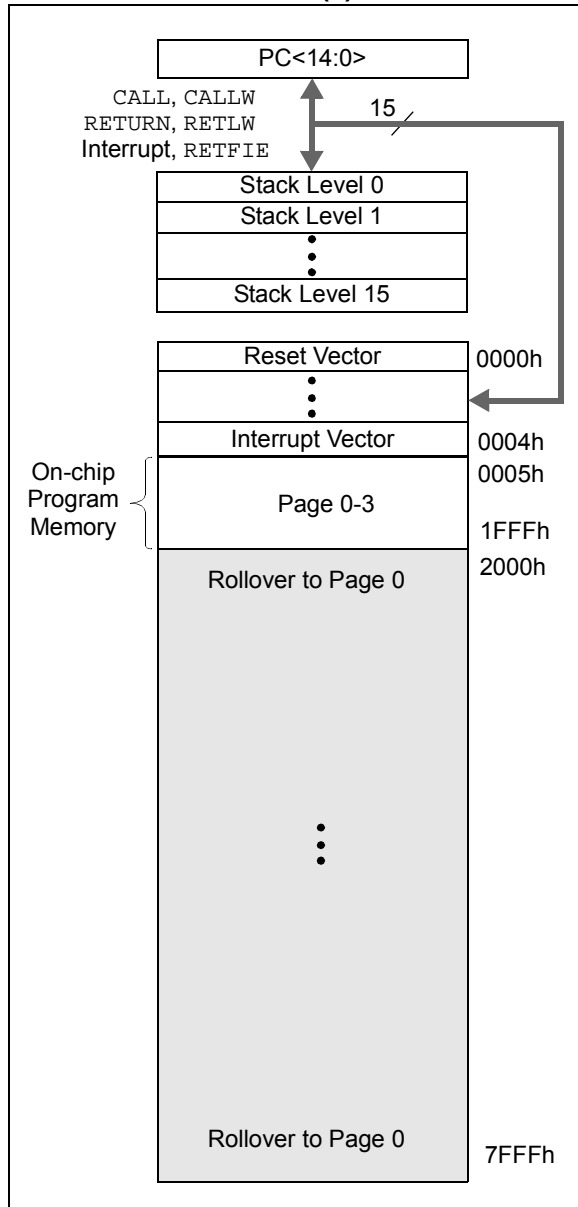 PC<14:0>
CALL, CALLW
RETURN, RETLW
Interrupt, RETFIE
15
Stack Level 0
Stack Level 1
Stack Level 15
Reset Vector
0000h
Interrupt Vector
0004h
On-chip
Program
Memory
0005h
Page 0-3
1FFFh
2000h
Rollover to Page 0
Rollover to Page 0
7FFFh